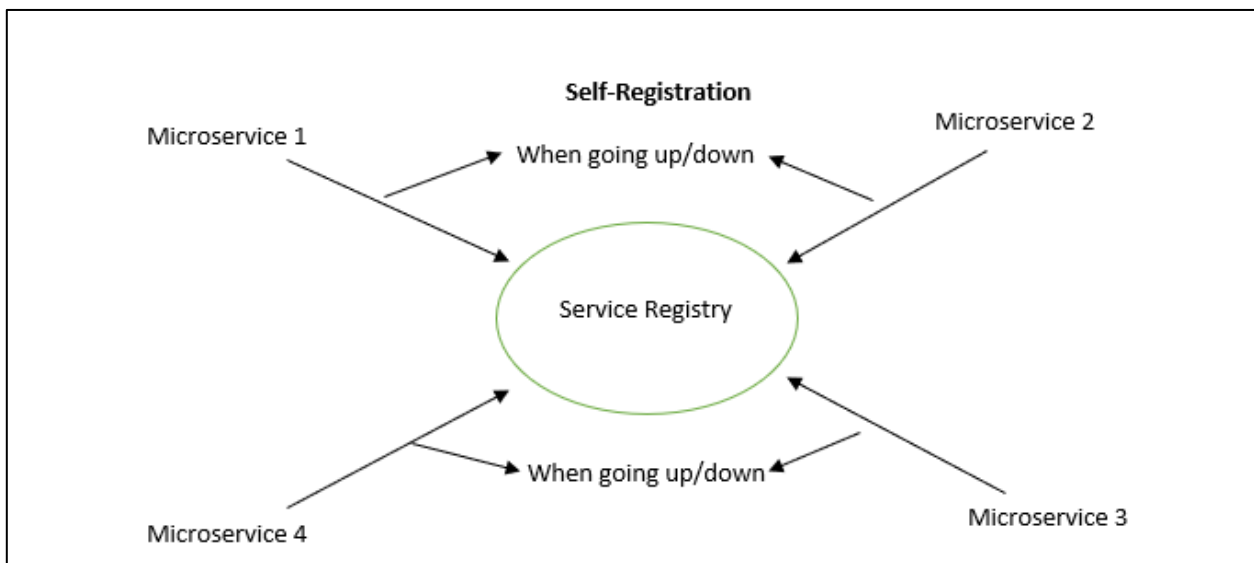 Self-Registration
Microservice 1
Microservice 2
When going up/down
Service Registry
When going up/down
Microservice 3
Microservice 4